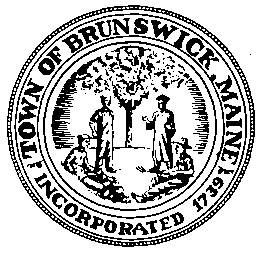 TOWN OF BRUNSWICK, MAINE
INCORPORATED 1739